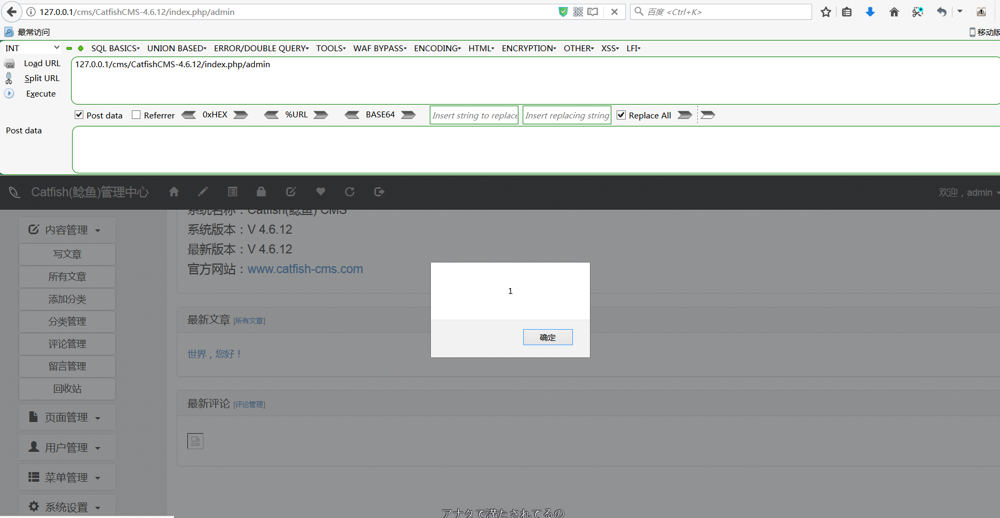 127.0.0.1/cms/CatfishCMS-4.6.12/index.php/admin
百度 <Ctrl+K>
最常访问
移动版
INT
SQL BASICS
UNION BASED
ERROR/DOUBLE QUERY
TOOLS
WAF BYPASS
ENCODING
HTML
ENCRYPTION
OTHER
XSS
LFI
Load URL
127.0.0.1/cms/CatfishCMS-4.6.12/index.php/admin
Split URL
Execute
Post data
Referrer
0xHEX
%URL
BASE64
Insert string to replace
Insert replacing string
Replace All
Post data
Catfish(鲶鱼)管理中心
欢迎，admin
系统名称：Catfish(鲶鱼) CMS
内容管理
系统版本：V 4.6.12
最新版本：V 4.6.12
官方网站：www.catfish-cms.com
写文章
所有文章
添加分类
分类管理
评论管理
留言管理
回收站
页面管理
用户管理
菜单管理
系统设置
1
确定
最新文章 [所有文章]
世界，您好！
最新评论 [评论管理]
アナタで満たされてるの